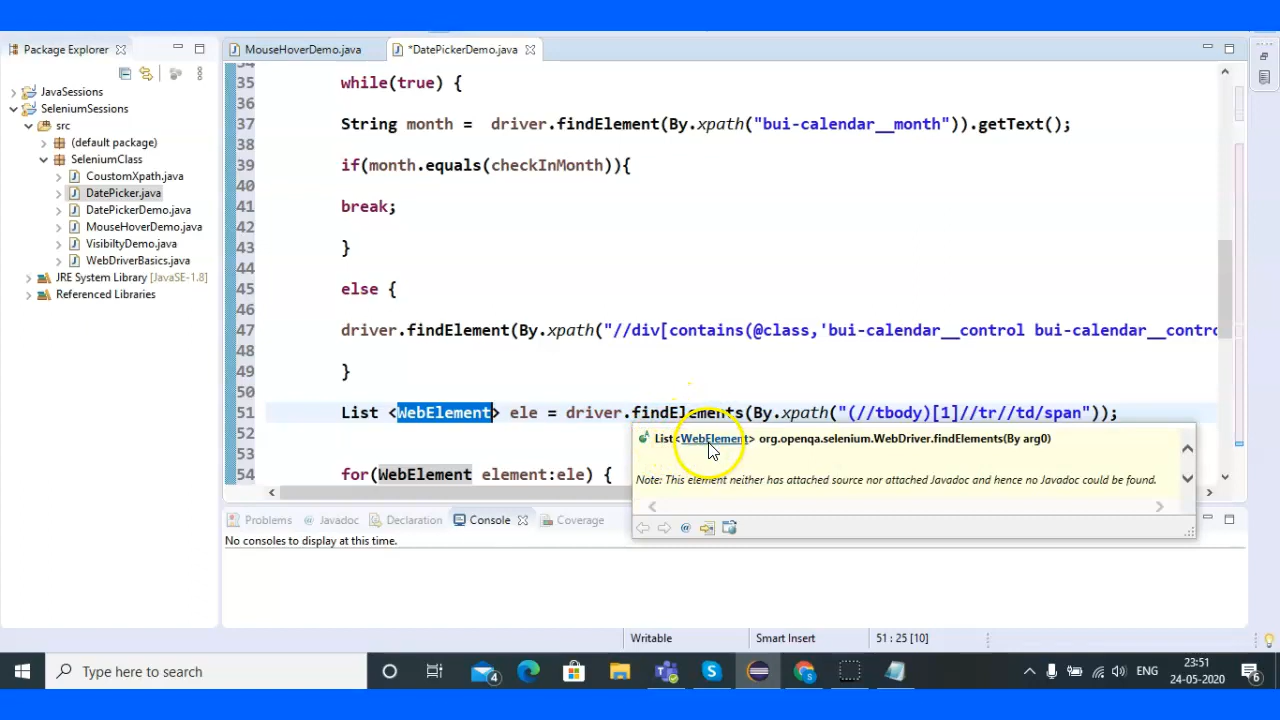 Package Explorer
MouseHoverDemo.java
*DatePickerDemo.java
JavaSessions
SeleniumSessions
src
(default package)
SeleniumClass
CoustomXpath.java
DatePicker.java
DatePickerDemo.java
MouseHoverDemo.java
VisibiltyDemo.java
WebDriverBasics.java
JRE System Library [JavaSE-1.8]
Referenced Libraries
34
35 while(true) {
36
37 String month = driver.findElement(By.xpath("bui-calendar__month")).getText();
38
39 if(month.equals(checkInMonth)){
40
41 break;
42
43 }
44
45 else {
46
47 driver.findElement(By.xpath("//div[contains(@class,'bui-calendar__control bui-calendar__contro
48
49 }
50
51 List <WebElement> ele = driver.findElements(By.xpath("(//tbody)[1]//tr//td/span"));
52
53
54 for(WebElement element:ele) {
List<WebElement> org.openqa.selenium.WebDriver.findElements(By arg0)
Note: This element neither has attached source nor attached Javadoc and hence no Javadoc could be found.
Problems Javadoc Declaration Console Coverage
No consoles to display at this time.
Writable Smart Insert 51 : 25 [10]
Type here to search
4
ENG
23:51
24-05-2020
6